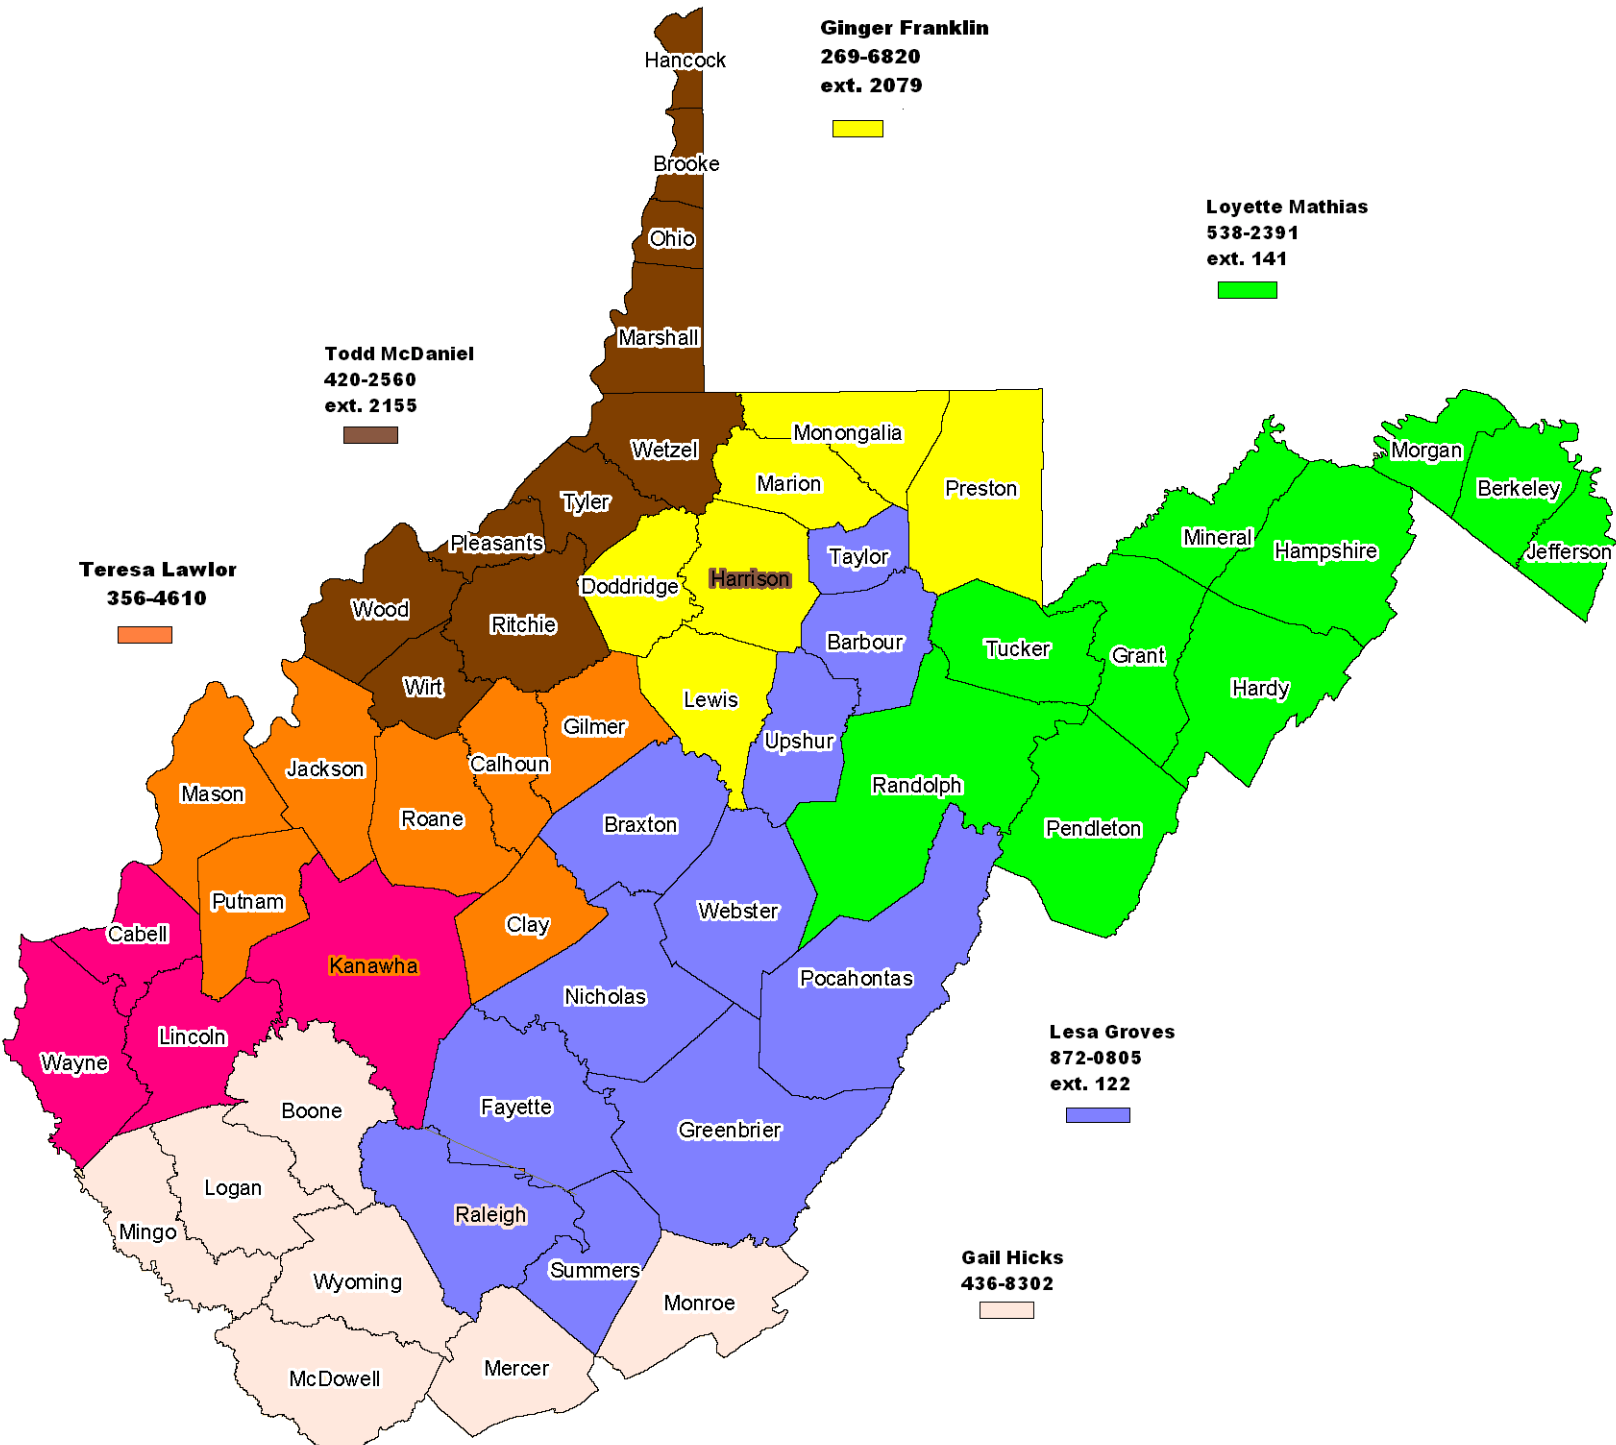 Ginger Franklin
269-6820
ext. 2079
Hancock
Brooke
Loyette Mathias
538-2391
ext. 141
Ohio
Marshall
Todd McDaniel
420-2560
ext. 2155
Wetzel
Monongalia
Morgan
Marion
Preston
Berkeley
Tyler
Pleasants
Mineral
Hampshire
Jefferson
Taylor
Teresa Lawlor
356-4610
Doddridge
Harrison
Wood
Ritchie
Barbour
Tucker
Grant
Wirt
Lewis
Hardy
Gilmer
Upshur
Jackson
Calhoun
Mason
Randolph
Roane
Braxton
Pendleton
Putnam
Webster
Cabell
Clay
Kanawha
Pocahontas
Nicholas
Lincoln
Lesa Groves
872-0805
ext. 122
Wayne
Boone
Fayette
Greenbrier
Logan
Raleigh
Mingo
Gail Hicks
436-8302
Summers
Wyoming
Monroe
Mercer
McDowell